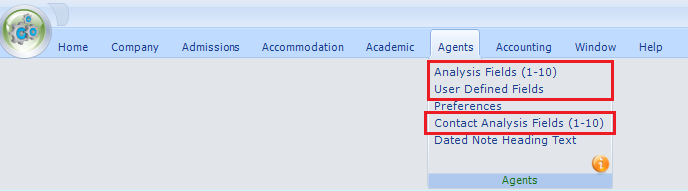 Home Company Admissions Accommodation Academic Agents Accounting Window Help
Analysis Fields (1-10)
User Defined Fields
Preferences
Contact Analysis Fields (1-10)
Dated Note Heading Text
Agents